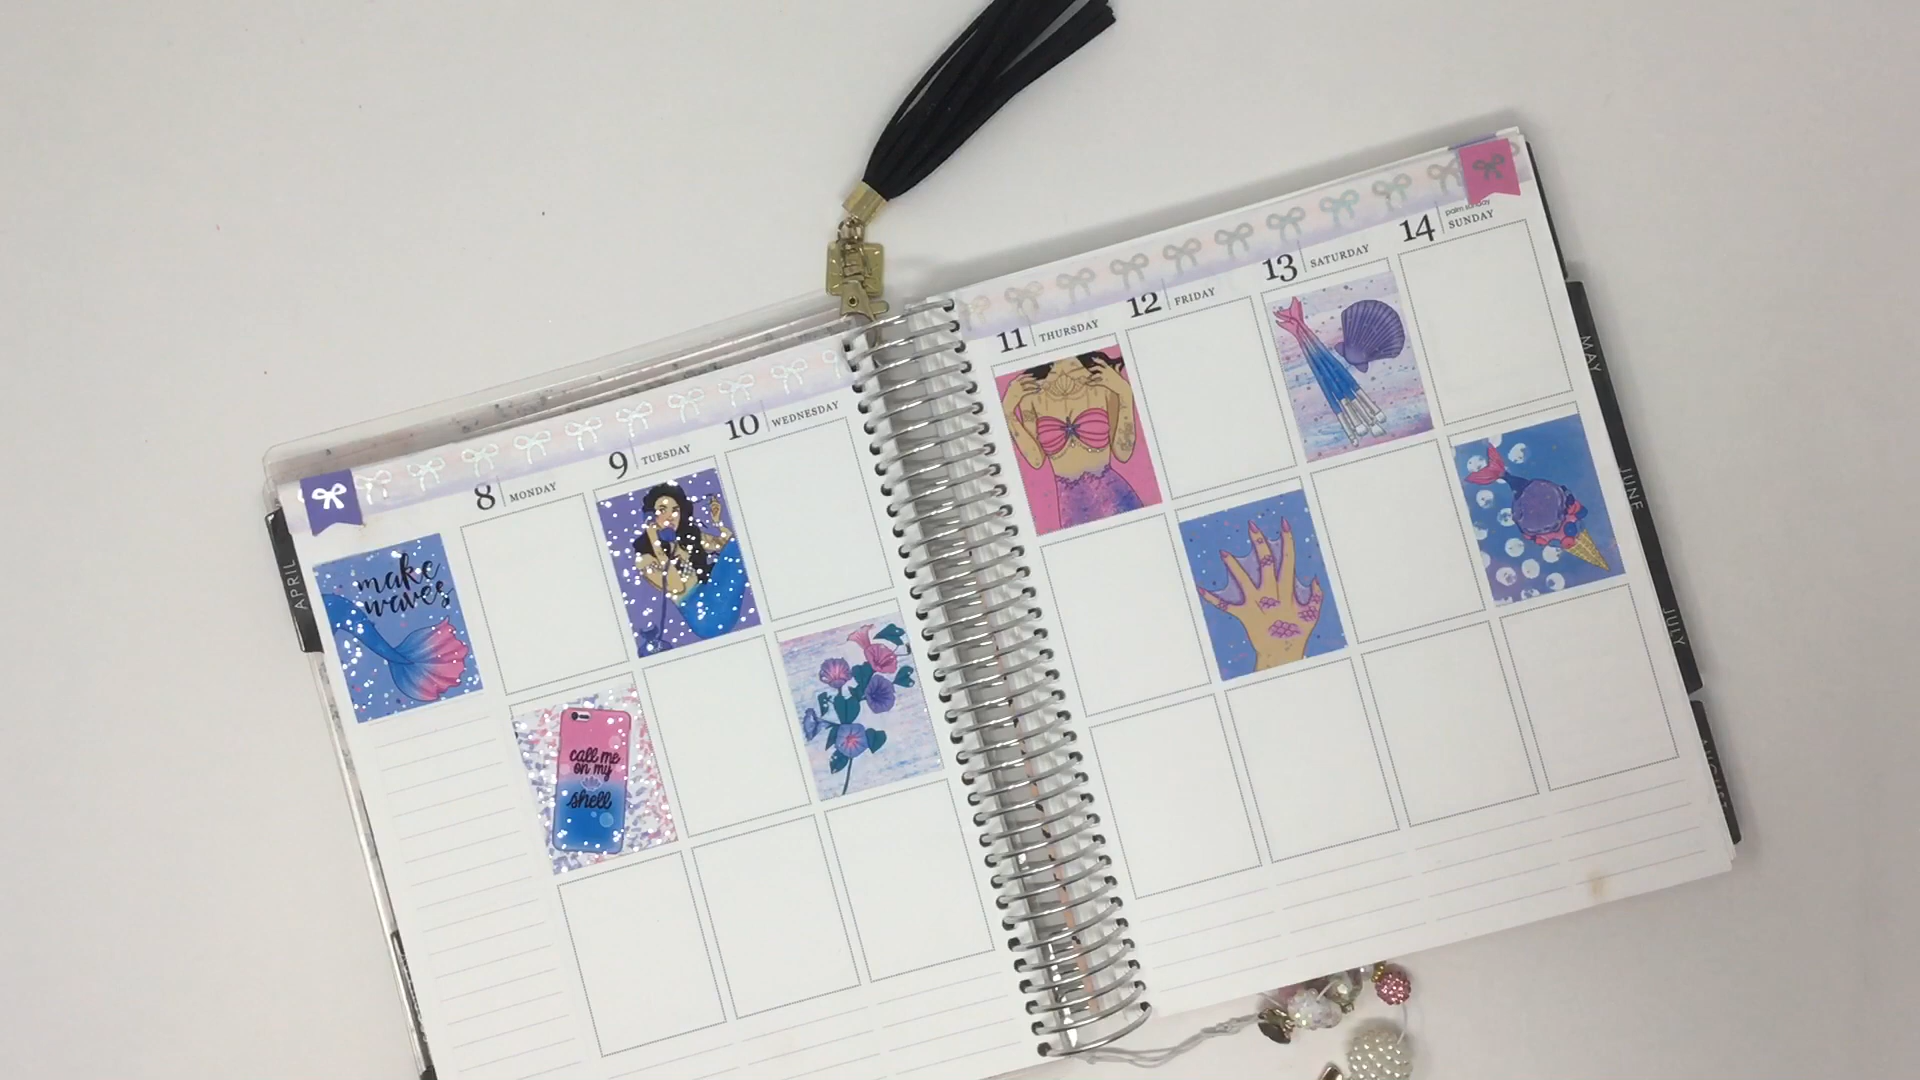 APRIL
8 MONDAY
9 TUESDAY
10 WEDNESDAY
11 THURSDAY
12 FRIDAY
13 SATURDAY
palm sunday
14 SUNDAY
make
waves
call me
on my
shell
MAY
JUNE
JULY
AUGUST